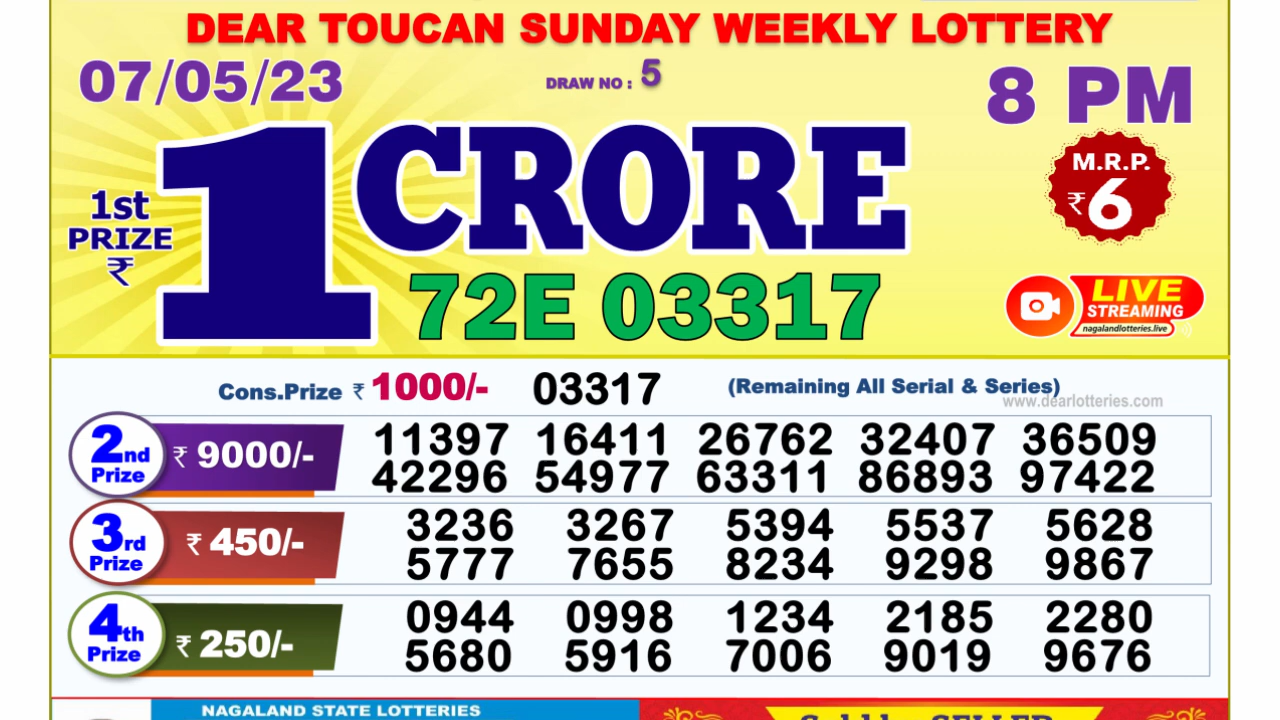 DEAR TOUCAN SUNDAY WEEKLY LOTTERY
07/05/23
DRAW NO : 5
8 PM
M.R.P.
₹6
1st
PRIZE
₹
1 CRORE
72E 03317
LIVE
STREAMING
nagalandlotteries.live
Cons.Prize ₹ 1000/- 03317 (Remaining All Serial & Series)
www.dearlotteries.com
2nd Prize ₹ 9000/-
11397 16411 26762 32407 36509
42296 54977 63311 86893 97422
3rd Prize ₹ 450/-
3236 3267 5394 5537 5628
5777 7655 8234 9298 9867
4th Prize ₹ 250/-
0944 0998 1234 2185 2280
5680 5916 7006 9019 9676
NAGALAND STATE LOTTERIES